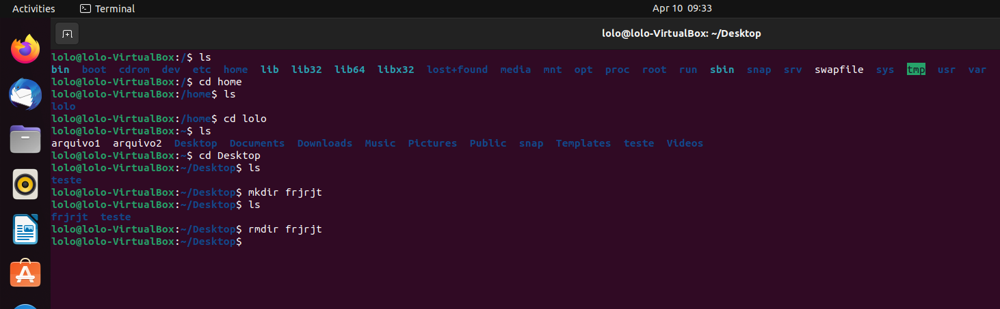 Activities Terminal Apr 10 09:33
lolo@lolo-VirtualBox: ~/Desktop
lolo@lolo-VirtualBox:/$ ls
bin boot cdrom dev etc home lib lib32 lib64 libx32 lost+found media mnt opt proc root run sbin snap srv swapfile sys tmp usr var
lolo@lolo-VirtualBox:/$ cd home
lolo@lolo-VirtualBox:/home$ ls
lolo
lolo@lolo-VirtualBox:/home$ cd lolo
lolo@lolo-VirtualBox:~$ ls
arquivo1 arquivo2 Desktop Documents Downloads Music Pictures Public snap Templates teste Videos
lolo@lolo-VirtualBox:~$ cd Desktop
lolo@lolo-VirtualBox:~/Desktop$ ls
teste
lolo@lolo-VirtualBox:~/Desktop$ mkdir frjrjt
lolo@lolo-VirtualBox:~/Desktop$ ls
frjrjt teste
lolo@lolo-VirtualBox:~/Desktop$ rmdir frjrjt
lolo@lolo-VirtualBox:~/Desktop$